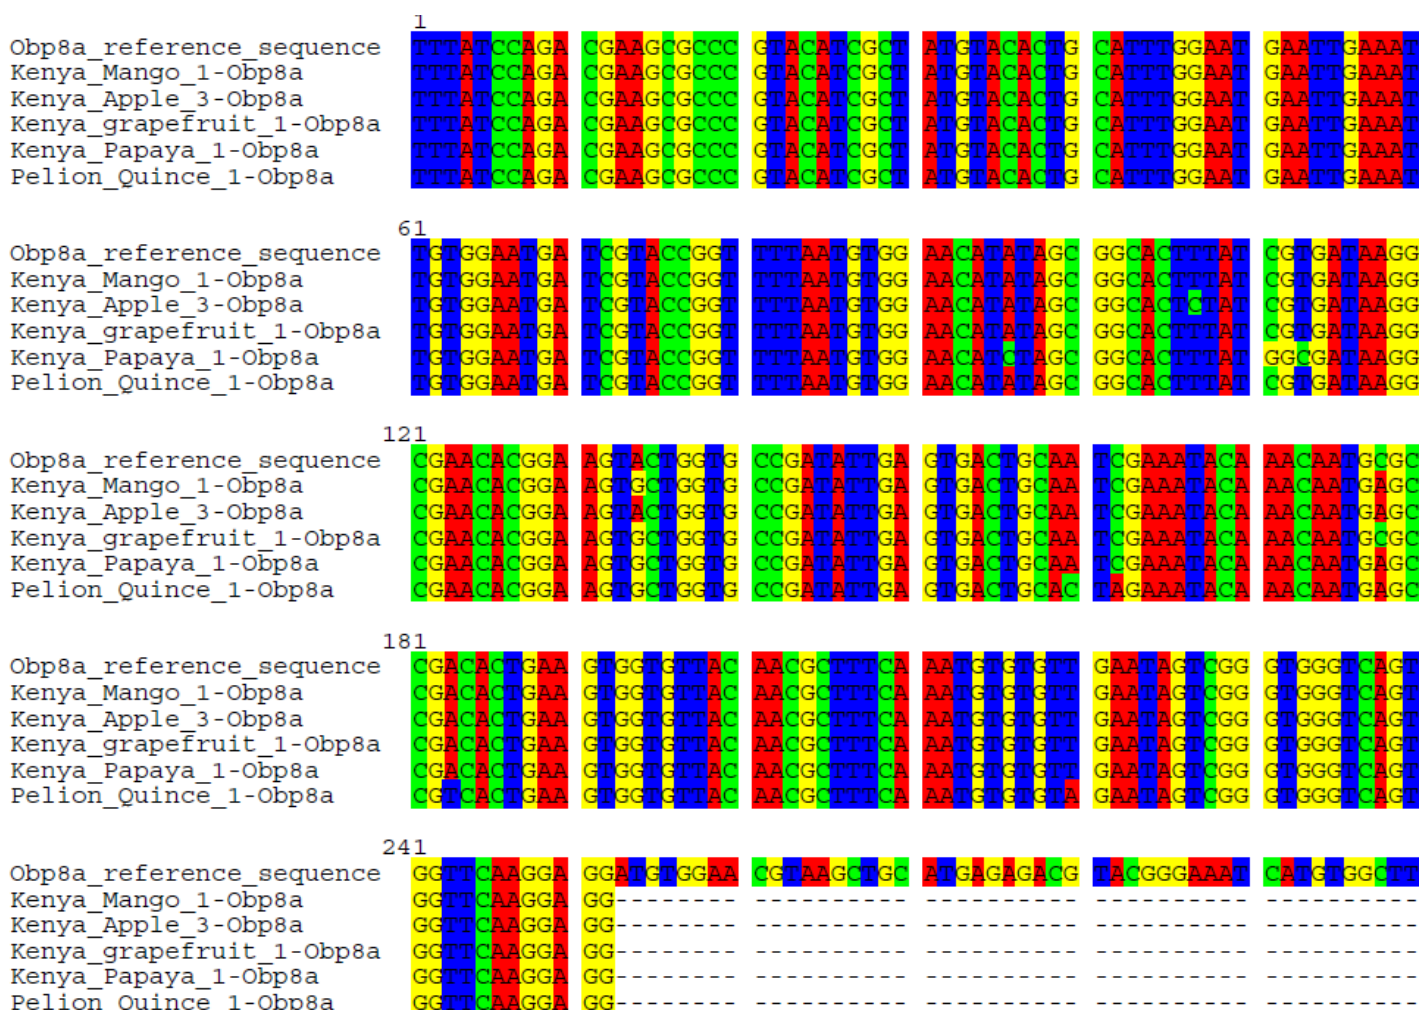 1
Obp8a_reference_sequence TTTATCCAGA CGAAGCGCCC GTACATCGCT ATGTACACTG CATTTGGAAT GAATTGAAAT
Kenya_Mango_1-Obp8a TTTATCCAGA CGAAGCGCCC GTACATCGCT ATGTACACTG CATTTGGAAT GAATTGAAAT
Kenya_Apple_3-Obp8a TTTATCCAGA CGAAGCGCCC GTACATCGCT ATGTACACTG CATTTGGAAT GAATTGAAAT
Kenya_grapefruit_1-Obp8a TTTATCCAGA CGAAGCGCCC GTACATCGCT ATGTACACTG CATTTGGAAT GAATTGAAAT
Kenya_Papaya_1-Obp8a TTTATCCAGA CGAAGCGCCC GTACATCGCT ATGTACACTG CATTTGGAAT GAATTGAAAT
Pelion_Quince_1-Obp8a TTTATCCAGA CGAAGCGCCC GTACATCGCT ATGTACACTG CATTTGGAAT GAATTGAAAT
61
Obp8a_reference_sequence TGTGGAATGA TCGTACCGGT TTTAATGTGG AACATATAGC GGCACTTTAT CGTGATAAGG
Kenya_Mango_1-Obp8a TGTGGAATGA TCGTACCGGT TTTAATGTGG AACATATAGC GGCACTTTAT CGTGATAAGG
Kenya_Apple_3-Obp8a TGTGGAATGA TCGTACCGGT TTTAATGTGG AACATATAGC GGCACTCTAT CGTGATAAGG
Kenya_grapefruit_1-Obp8a TGTGGAATGA TCGTACCGGT TTTAATGTGG AACATATAGC GGCACTTTAT CGTGATAAGG
Kenya_Papaya_1-Obp8a TGTGGAATGA TCGTACCGGT TTTAATGTGG AACATCTAGC GGCACTTTAT GGCGATAAGG
Pelion_Quince_1-Obp8a TGTGGAATGA TCGTACCGGT TTTAATGTGG AACATATAGC GGCACTTTAT CGTGATAAGG
121
Obp8a_reference_sequence CGAACACGGA AGTACTGGTG CCGATATTGA GTGACTGCAA TCGAAATACA AACAATGCGC
Kenya_Mango_1-Obp8a CGAACACGGA AGTGCTGGTG CCGATATTGA GTGACTGCAA TCGAAATACA AACAATGAGC
Kenya_Apple_3-Obp8a CGAACACGGA AGTACTGGTG CCGATATTGA GTGACTGCAA TCGAAATACA AACAATGAGC
Kenya_grapefruit_1-Obp8a CGAACACGGA AGTGCTGGTG CCGATATTGA GTGACTGCAA TCGAAATACA AACAATGCGC
Kenya_Papaya_1-Obp8a CGAACACGGA AGTGCTGGTG CCGATATTGA GTGACTGCAA TCGAAATACA AACAATGAGC
Pelion_Quince_1-Obp8a CGAACACGGA AGTGCTGGTG CCGATATTGA GTGACTGCAC TAGAAATACA AACAATGAGC
181
Obp8a_reference_sequence CGACACTGAA GTGGTGTTAC AACGCTTTCA AATGTGTGTT GAATAGTCGG GTGGGTCAGT
Kenya_Mango_1-Obp8a CGACACTGAA GTGGTGTTAC AACGCTTTCA AATGTGTGTT GAATAGTCGG GTGGGTCAGT
Kenya_Apple_3-Obp8a CGACACTGAA GTGGTGTTAC AACGCTTTCA AATGTGTGTT GAATAGTCGG GTGGGTCAGT
Kenya_grapefruit_1-Obp8a CGACACTGAA GTGGTGTTAC AACGCTTTCA AATGTGTGTT GAATAGTCGG GTGGGTCAGT
Kenya_Papaya_1-Obp8a CGACACTGAA GTGGTGTTAC AACGCTTTCA AATGTGTGTT GAATAGTCGG GTGGGTCAGT
Pelion_Quince_1-Obp8a CGTCACTGAA GTGGTGTTAC AACGCTTTCA AATGTGTGTA GAATAGTCGG GTGGGTCAGT
241
Obp8a_reference_sequence GGTTCAAGGA GGATGTGGAA CGTAAGCTGC ATGAGAGACG TACGGGAAAT CATGTGGCTT
Kenya_Mango_1-Obp8a GGTTCAAGGA GG-------- ---------- ---------- ---------- ----------
Kenya_Apple_3-Obp8a GGTTCAAGGA GG-------- ---------- ---------- ---------- ----------
Kenya_grapefruit_1-Obp8a GGTTCAAGGA GG-------- ---------- ---------- ---------- ----------
Kenya_Papaya_1-Obp8a GGTTCAAGGA GG-------- ---------- ---------- ---------- ----------
Pelion_Quince_1-Obp8a GGTTCAAGGA GG-------- ---------- ---------- ---------- ----------